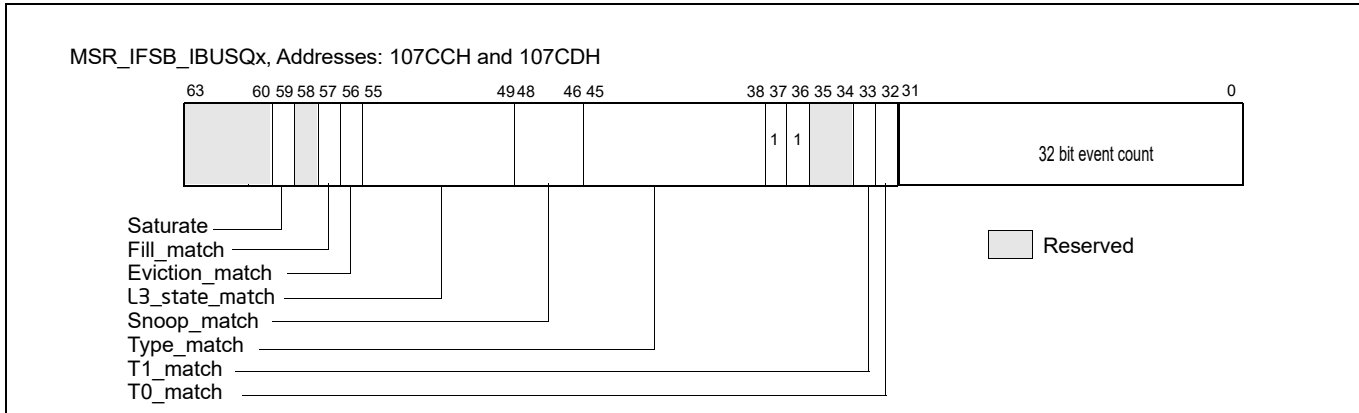 MSR_IFSB_IBUSQx, Addresses: 107CCH and 107CDH
63 60 59 58 57 56 55 49 48 46 45 38 37 36 35 34 33 32 31 0
1 1 32 bit event count
Saturate
Fill_match
Reserved
Eviction_match
L3_state_match
Snoop_match
Type_match
T1_match
T0_match